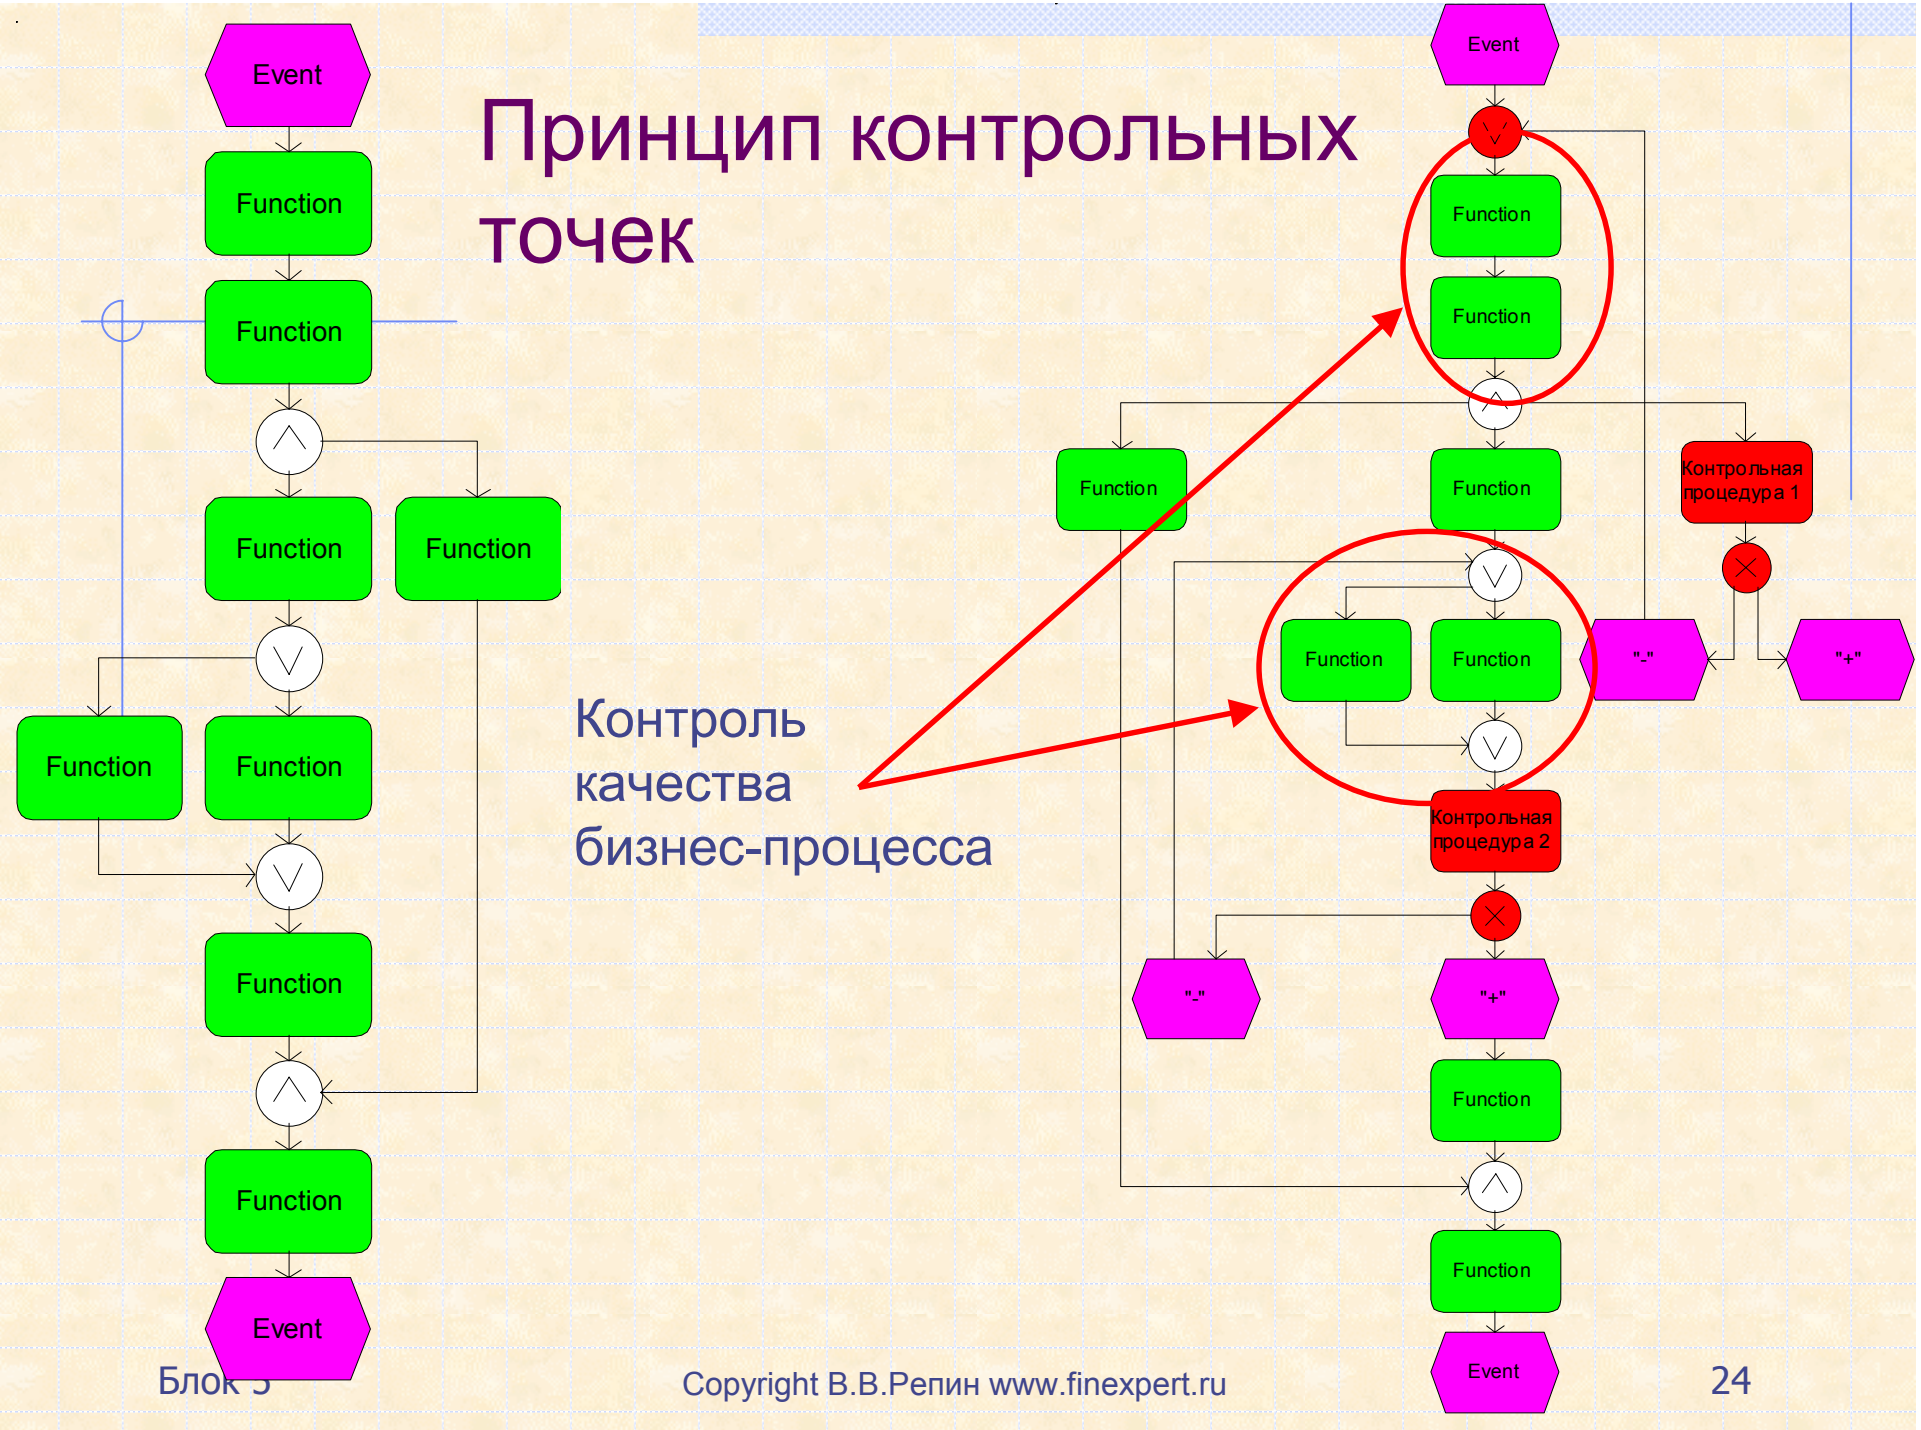 Принцип контрольных
точек
Event
Function
Function
Function
Function
Function
Function
Function
Function
Event
Контроль
качества
бизнес-процесса
Event
Function
Function
Function
Function
Контрольная
процедура 1
Function
Function
"-"
"+"
Контрольная
процедура 2
"-"
"+"
Function
Function
Event
Блок 5
Copyright В.В.Репин www.finexpert.ru
24